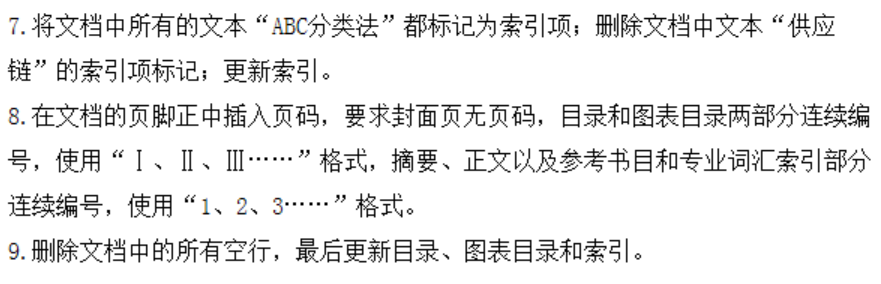 7.将文档中所有的文本“ABC分类法”都标记为索引项；删除文档中文本“供应
链”的索引项标记；更新索引。
8.在文档的页脚正中插入页码，要求封面页无页码，目录和图表目录两部分连续编
号，使用“Ⅰ、Ⅱ、Ⅲ……”格式，摘要、正文以及参考书目和专业词汇索引部分
连续编号，使用“1、2、3……”格式。
9.删除文档中的所有空行，最后更新目录、图表目录和索引。